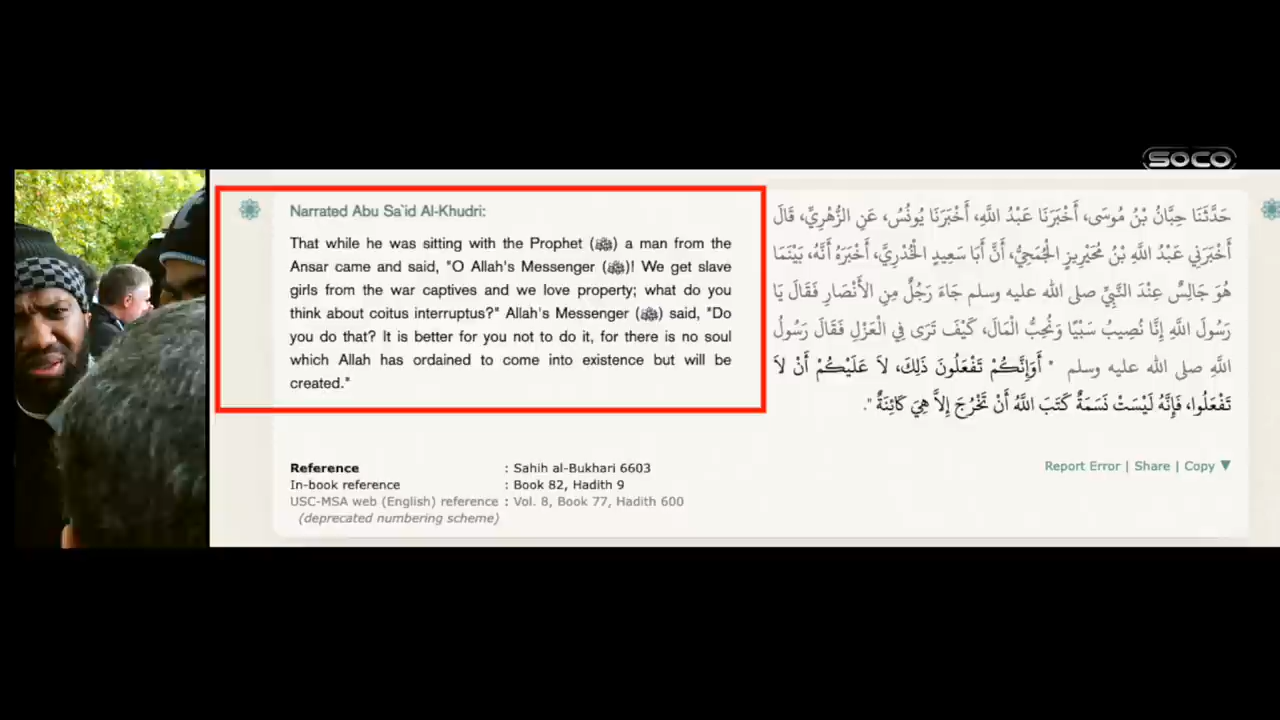 SOCO
Narrated Abu Sa`id Al-Khudri:
That while he was sitting with the Prophet (ﷺ) a man from the
Ansar came and said, "O Allah's Messenger (ﷺ)! We get slave
girls from the war captives and we love property; what do you
think about coitus interruptus?" Allah's Messenger (ﷺ) said, "Do
you do that? It is better for you not to do it, for there is no soul
which Allah has ordained to come into existence but will be
created."
حَدَّثَنَا حِبَّانُ بْنُ مُوسَى، أَخْبَرَنَا عَبْدُ اللَّهِ، أَخْبَرَنَا يُونُسُ، عَنِ الزُّهْرِيِّ، قَالَ
أَخْبَرَنِي عَبْدُ اللَّهِ بْنُ مُحَيْرِيزٍ الْجُمَحِيُّ، أَنَّ أَبَا سَعِيدٍ الْخُدْرِيَّ، أَخْبَرَهُ أَنَّهُ، بَيْنَمَا
هُوَ جَالِسٌ عِنْدَ النَّبِيِّ صلى الله عليه وسلم جَاءَ رَجُلٌ مِنِ الأَنْصَارِ فَقَالَ يَا
رَسُولَ اللَّهِ إِنَّا نُصِيبُ سَبْيًا وَنُحِبُّ الْمَالَ، كَيْفَ تَرَى فِي الْعَزْلِ فَقَالَ رَسُولُ
اللَّهِ صلى الله عليه وسلم ‏"‏ أَوَإِنَّكُمْ تَفْعَلُونَ ذَلِكَ، لاَ عَلَيْكُمْ أَنْ لاَ
تَفْعَلُوا، فَإِنَّهُ لَيْسَتْ نَسَمَةٌ كَتَبَ اللَّهُ أَنْ تَخْرُجَ إِلاَّ هِيَ كَائِنَةٌ ‏"‏‏.‏
Reference : Sahih al-Bukhari 6603
In-book reference : Book 82, Hadith 9
USC-MSA web (English) reference : Vol. 8, Book 77, Hadith 600
(deprecated numbering scheme)
Report Error | Share | Copy ▼